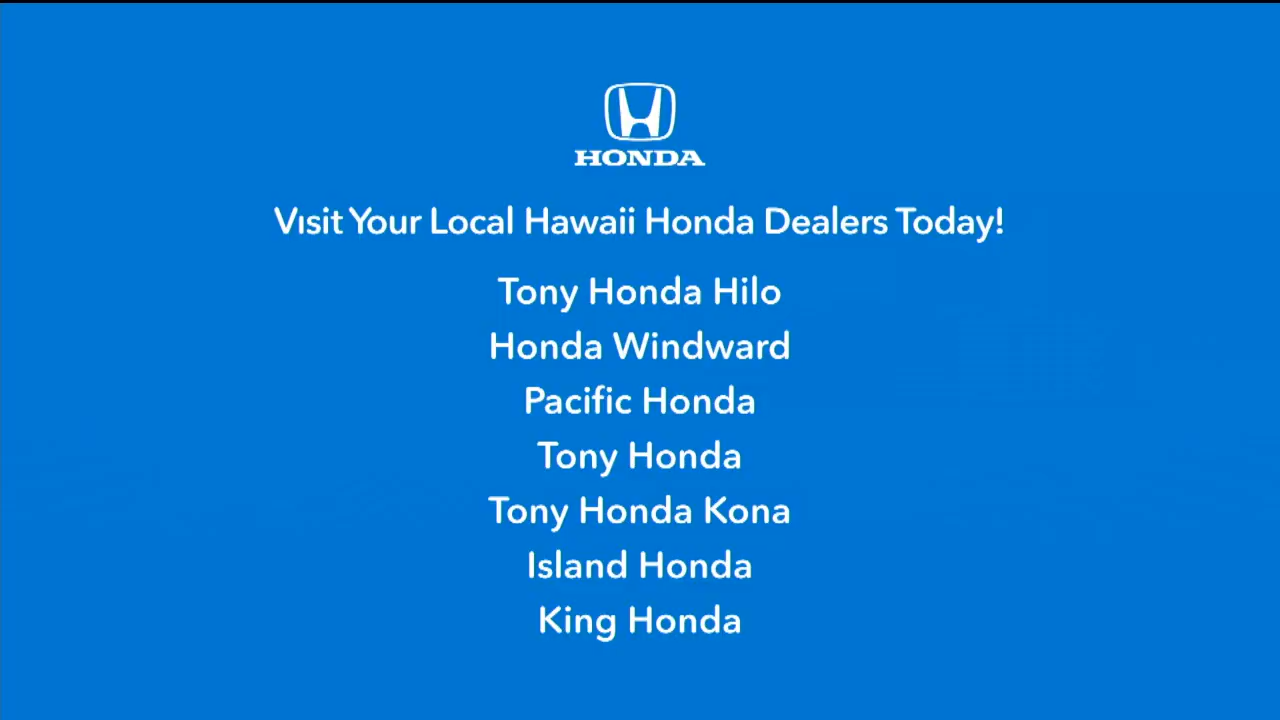 HONDA
Visit Your Local Hawaii Honda Dealers Today!
Tony Honda Hilo
Honda Windward
Pacific Honda
Tony Honda
Tony Honda Kona
Island Honda
King Honda